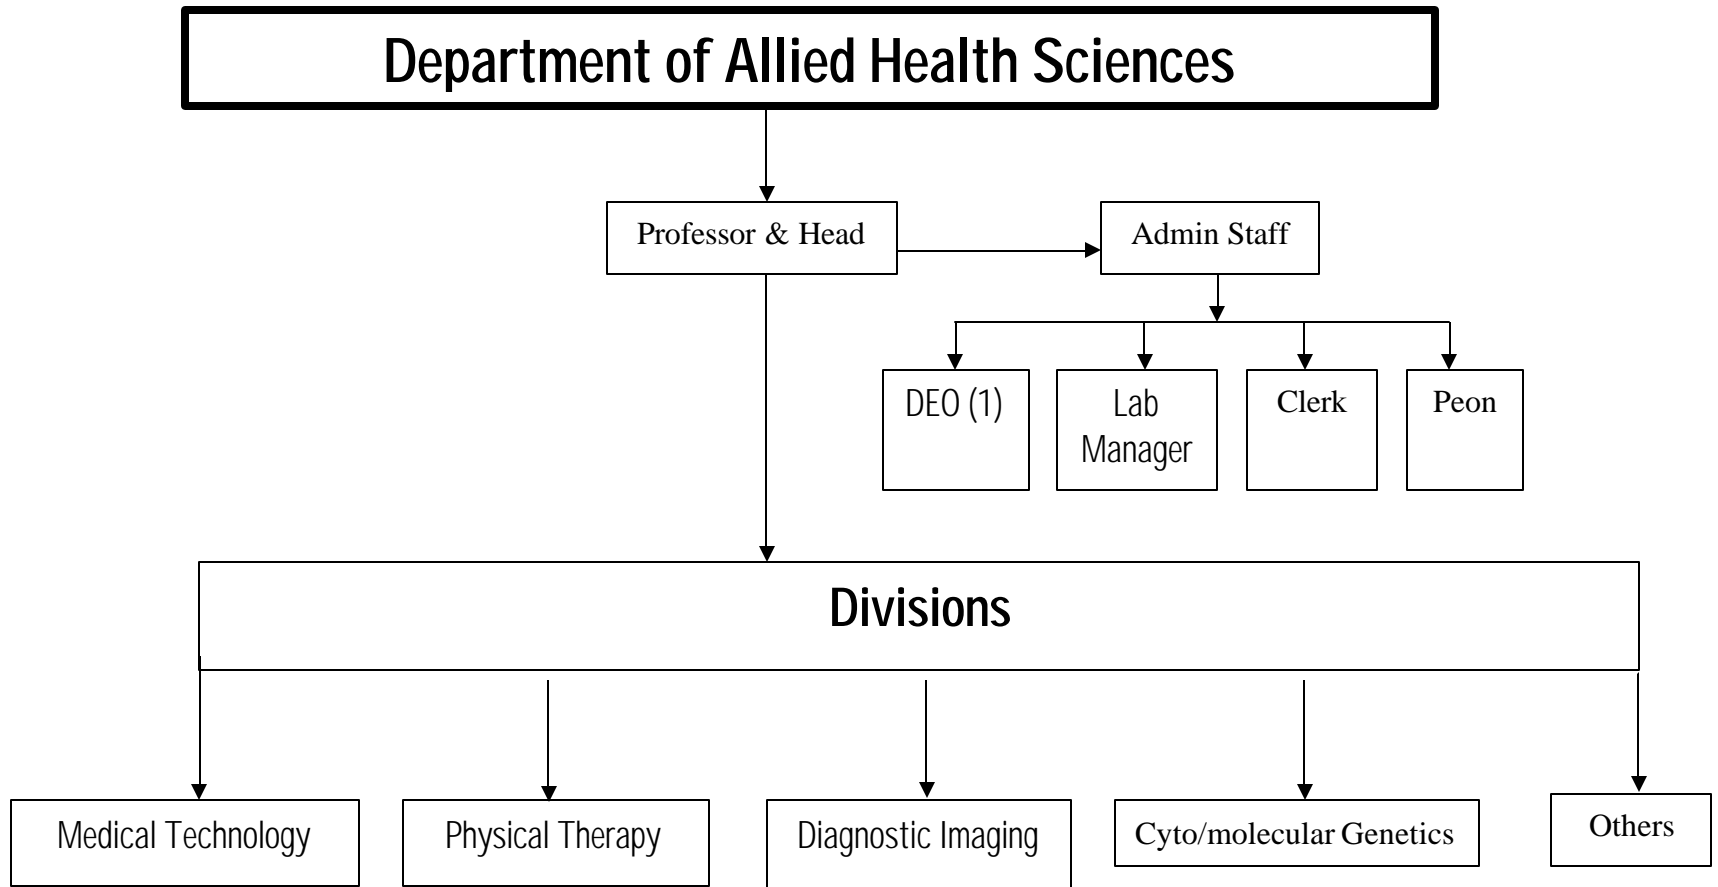 Department of Allied Health Sciences
Professor & Head
Admin Staff
DEO (1)
Lab
Manager
Clerk
Peon
Divisions
Medical Technology
Physical Therapy
Diagnostic Imaging
Cyto/molecular Genetics
Others